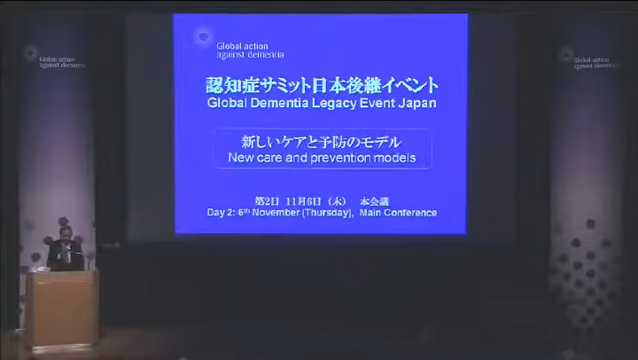 Global action
against dementia
認知症サミット日本後継イベント
Global Dementia Legacy Event Japan
新しいケアと予防のモデル
New care and prevention models
第2日 11月6日（木） 本会議
Day 2: 6th November (Thursday), Main Conference
Global action
against dementia
Global action
against dementia